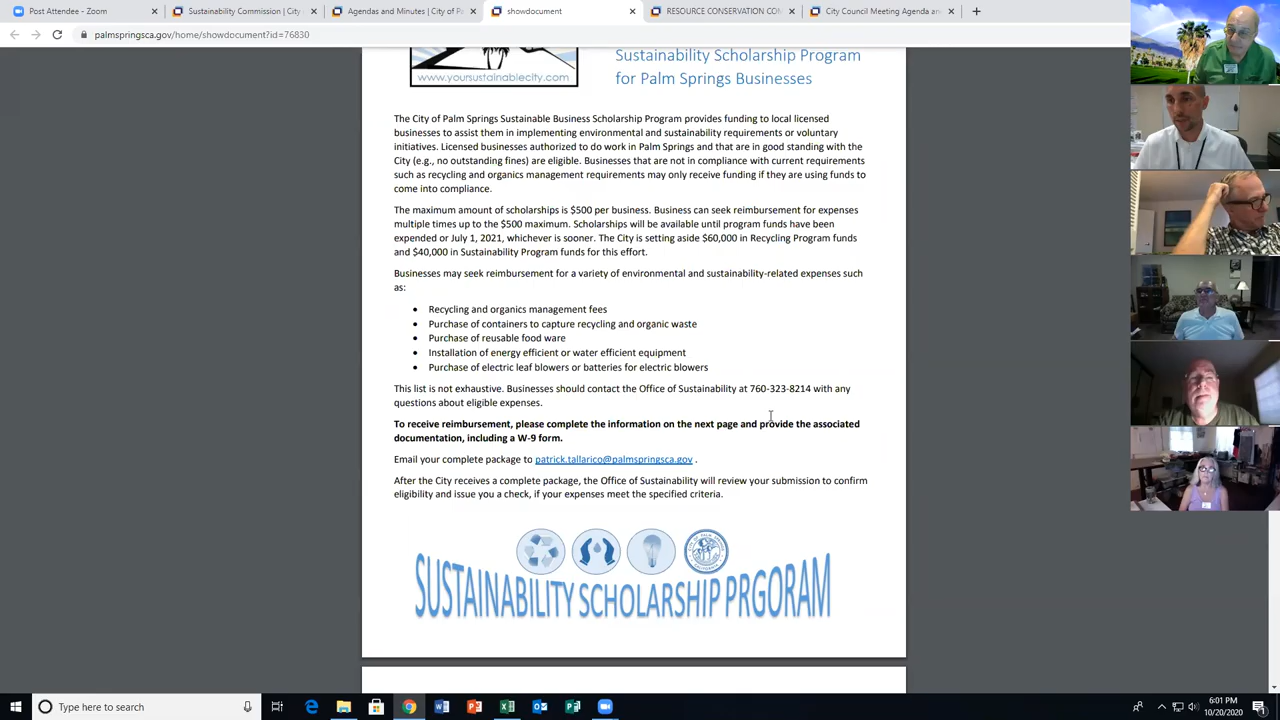 Post Attendee - Zoom
Sustainability Commission | City
Agendas and Minutes | City of Pa
showdocument
RESOURCE CONSERVATION CON
City Council Meeting Agenda an
palmspringsca.gov/home/showdocument?id=76830
www.yoursustainablecity.com
Sustainability Scholarship Program
for Palm Springs Businesses
The City of Palm Springs Sustainable Business Scholarship Program provides funding to local licensed
businesses to assist them in implementing environmental and sustainability requirements or voluntary
initiatives. Licensed businesses authorized to do work in Palm Springs and that are in good standing with the
City (e.g., no outstanding fines) are eligible. Businesses that are not in compliance with current requirements
such as recycling and organics management requirements may only receive funding if they are using funds to
come into compliance.
The maximum amount of scholarships is $500 per business. Business can seek reimbursement for expenses
multiple times up to the $500 maximum. Scholarships will be available until program funds have been
expended or July 1, 2021, whichever is sooner. The City is setting aside $60,000 in Recycling Program funds
and $40,000 in Sustainability Program funds for this effort.
Businesses may seek reimbursement for a variety of environmental and sustainability-related expenses such
as:
• Recycling and organics management fees
• Purchase of containers to capture recycling and organic waste
• Purchase of reusable food ware
• Installation of energy efficient or water efficient equipment
• Purchase of electric leaf blowers or batteries for electric blowers
This list is not exhaustive. Businesses should contact the Office of Sustainability at 760-323-8214 with any
questions about eligible expenses.
To receive reimbursement, please complete the information on the next page and provide the associated
documentation, including a W-9 form.
Email your complete package to patrick.tallarico@palmspringsca.gov .
After the City receives a complete package, the Office of Sustainability will review your submission to confirm
eligibility and issue you a check, if your expenses meet the specified criteria.
SUSTAINABILITY SCHOLARSHIP PRGORAM
Type here to search
6:01 PM
10/20/2020